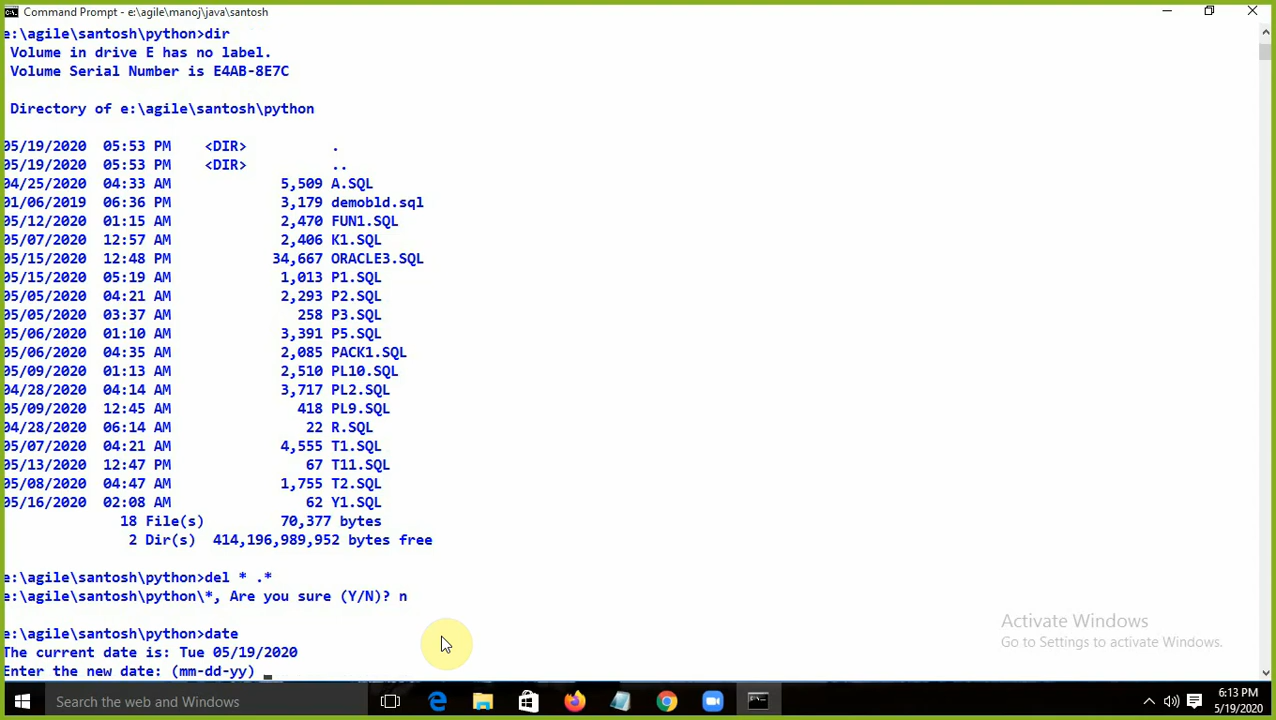 Command Prompt - e:\agile\manoj\java\santosh
e:\agile\santosh\python>dir
Volume in drive E has no label.
Volume Serial Number is E4AB-8E7C
Directory of e:\agile\santosh\python
05/19/2020 05:53 PM <DIR> .
05/19/2020 05:53 PM <DIR> ..
04/25/2020 04:33 AM 5,509 A.SQL
01/06/2019 06:36 PM 3,179 demobld.sql
05/12/2020 01:15 AM 2,470 FUN1.SQL
05/07/2020 12:57 AM 2,406 K1.SQL
05/15/2020 12:48 PM 34,667 ORACLE3.SQL
05/15/2020 05:19 AM 1,013 P1.SQL
05/05/2020 04:21 AM 2,293 P2.SQL
05/05/2020 03:37 AM 258 P3.SQL
05/06/2020 01:10 AM 3,391 P5.SQL
05/06/2020 04:35 AM 2,085 PACK1.SQL
05/09/2020 01:13 AM 2,510 PL10.SQL
04/28/2020 04:14 AM 3,717 PL2.SQL
05/09/2020 12:45 AM 418 PL9.SQL
04/28/2020 06:14 AM 22 R.SQL
05/07/2020 04:21 AM 4,555 T1.SQL
05/13/2020 12:47 PM 67 T11.SQL
05/08/2020 04:47 AM 1,755 T2.SQL
05/16/2020 02:08 AM 62 Y1.SQL
18 File(s) 70,377 bytes
2 Dir(s) 414,196,989,952 bytes free
e:\agile\santosh\python>del * .*
e:\agile\santosh\python\*, Are you sure (Y/N)? n
e:\agile\santosh\python>date
The current date is: Tue 05/19/2020
Enter the new date: (mm-dd-yy)
Activate Windows
Go to Settings to activate Windows.
Search the web and Windows
6:13 PM
5/19/2020